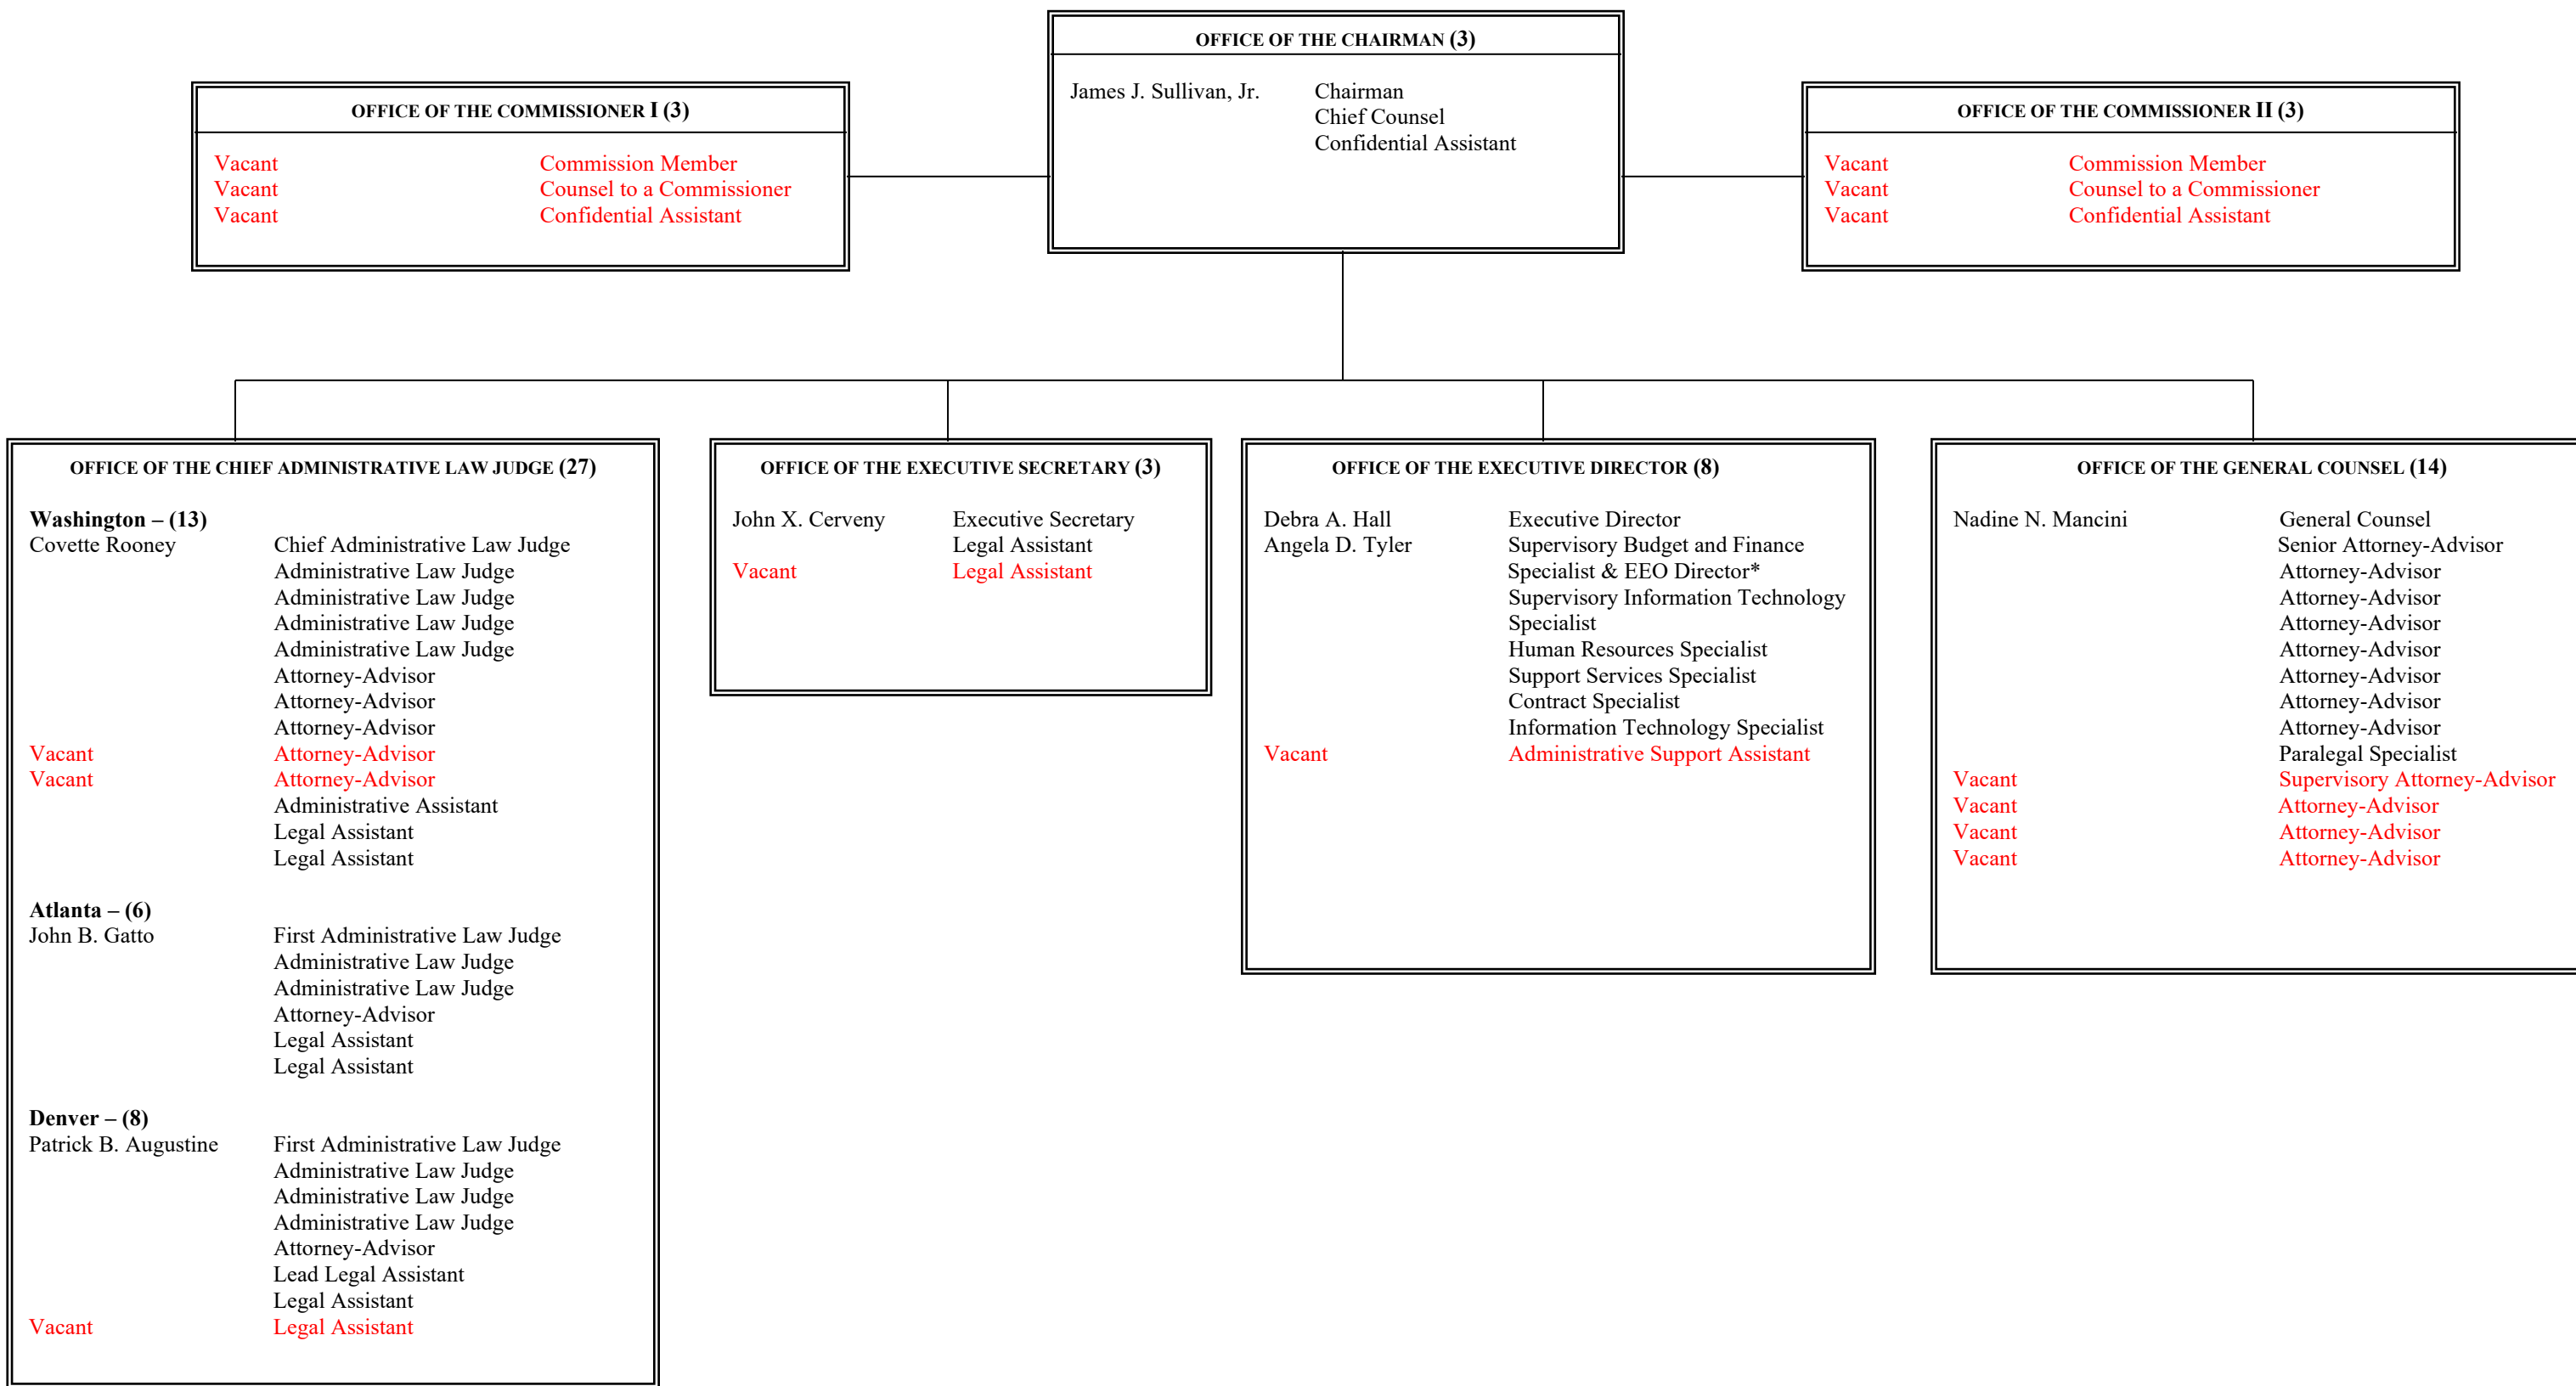 OFFICE OF THE CHAIRMAN (3)
James J. Sullivan, Jr. Chairman
Chief Counsel
Confidential Assistant
OFFICE OF THE COMMISSIONER I (3)
Vacant Commission Member
Vacant Counsel to a Commissioner
Vacant Confidential Assistant
OFFICE OF THE COMMISSIONER II (3)
Vacant Commission Member
Vacant Counsel to a Commissioner
Vacant Confidential Assistant
OFFICE OF THE CHIEF ADMINISTRATIVE LAW JUDGE (27)
Washington – (13)
Covette Rooney Chief Administrative Law Judge
Administrative Law Judge
Administrative Law Judge
Administrative Law Judge
Administrative Law Judge
Attorney-Advisor
Attorney-Advisor
Attorney-Advisor
Vacant Attorney-Advisor
Vacant Attorney-Advisor
Administrative Assistant
Legal Assistant
Legal Assistant
Atlanta – (6)
John B. Gatto First Administrative Law Judge
Administrative Law Judge
Administrative Law Judge
Attorney-Advisor
Legal Assistant
Legal Assistant
Denver – (8)
Patrick B. Augustine First Administrative Law Judge
Administrative Law Judge
Administrative Law Judge
Administrative Law Judge
Attorney-Advisor
Lead Legal Assistant
Legal Assistant
Vacant Legal Assistant
OFFICE OF THE EXECUTIVE SECRETARY (3)
John X. Cerveny Executive Secretary
Legal Assistant
Vacant Legal Assistant
OFFICE OF THE EXECUTIVE DIRECTOR (8)
Debra A. Hall Executive Director
Angela D. Tyler Supervisory Budget and Finance
Specialist & EEO Director*
Supervisory Information Technology
Specialist
Human Resources Specialist
Support Services Specialist
Contract Specialist
Information Technology Specialist
Vacant Administrative Support Assistant
OFFICE OF THE GENERAL COUNSEL (14)
Nadine N. Mancini General Counsel
Senior Attorney-Advisor
Attorney-Advisor
Attorney-Advisor
Attorney-Advisor
Attorney-Advisor
Attorney-Advisor
Attorney-Advisor
Attorney-Advisor
Paralegal Specialist
Vacant Supervisory Attorney-Advisor
Vacant Attorney-Advisor
Vacant Attorney-Advisor
Vacant Attorney-Advisor